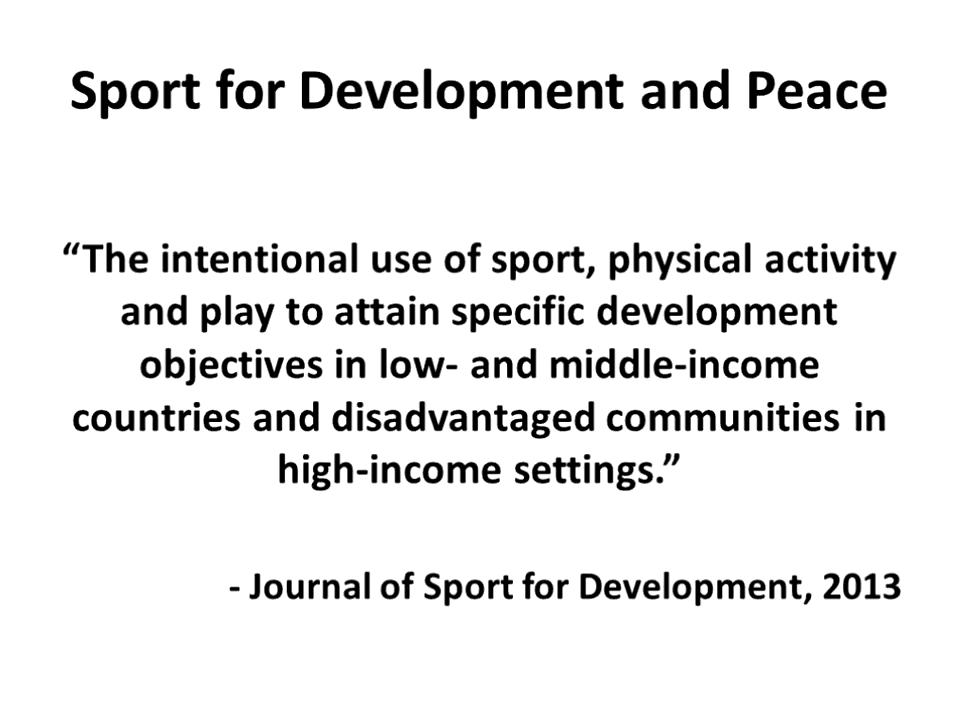 Sport for Development and Peace
“The intentional use of sport, physical activity
and play to attain specific development
objectives in low- and middle-income
countries and disadvantaged communities in
high-income settings.”
- Journal of Sport for Development, 2013